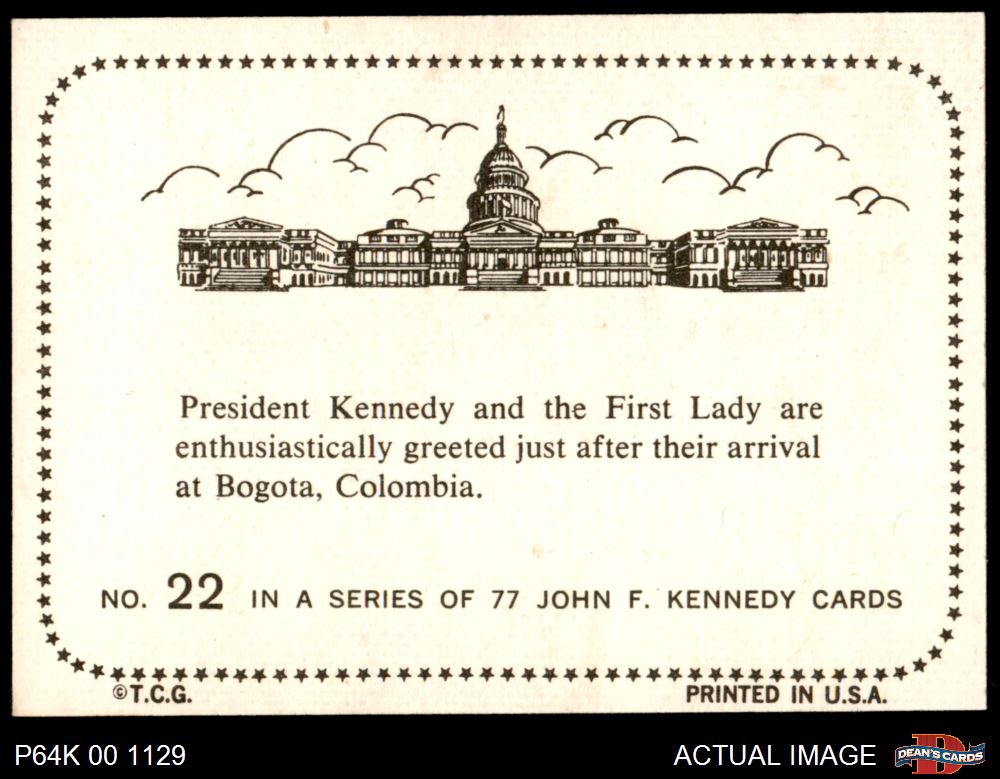 President Kennedy and the First Lady are
enthusiastically greeted just after their arrival
at Bogota, Colombia.
NO. 22 IN A SERIES OF 77 JOHN F. KENNEDY CARDS
©T.C.G. PRINTED IN U.S.A.
P64K 00 1129 ACTUAL IMAGE DEAN'S CARDS